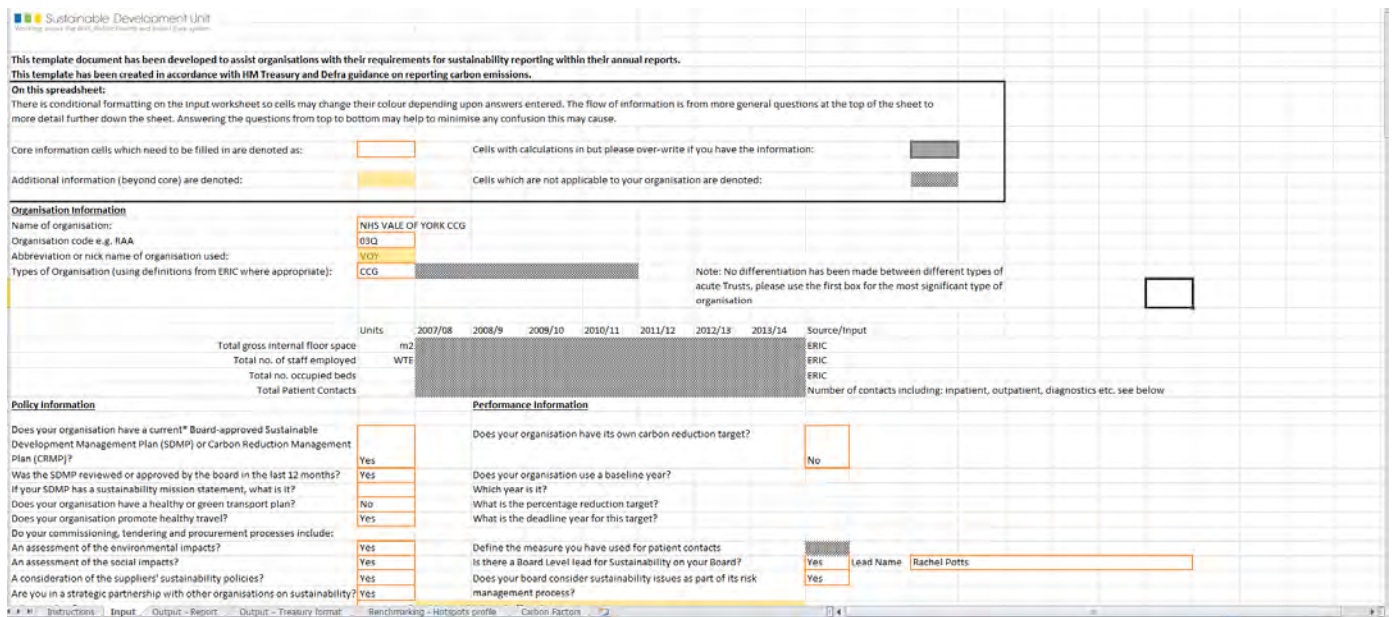 Sustainable Development Unit
This template document has been developed to assist organisations with their requirements for sustainability reporting within their annual reports.
This template has been created in accordance with HM Treasury and Defra guidance on reporting carbon emissions.
On this spreadsheet:
There is conditional formatting on the Input worksheet so cells may change their colour depending upon answers entered. The flow of information is from more general questions at the top of the sheet to
more detail further down the sheet. Answering the questions from top to bottom may help to minimise any confusion this may cause.
Core information cells which need to be filled in are denoted as: Cells with calculations in but please over-write if you have the information:
Additional information (beyond core) are denoted: Cells which are not applicable to your organisation are denoted:
Organisation Information
Name of organisation: NHS VALE OF YORK CCG
Organisation code e.g. RAA 03Q
Abbreviation or nick name of organisation used: VOY
Types of Organisation (using definitions from ERIC where appropriate): CCG
Note: No differentiation has been made between different types of
acute Trusts, please use the first box for the most significant type of
organisation
Units 2007/08 2008/9 2009/10 2010/11 2011/12 2012/13 2013/14 Source/Input
Total gross internal floor space m2 ERIC
Total no. of staff employed WTE ERIC
Total no. occupied beds ERIC
Total Patient Contacts Number of contacts including: inpatient, outpatient, diagnostics etc. see below
Policy Information Performance Information
Does your organisation have a current* Board-approved Sustainable
Development Management Plan (SDMP) or Carbon Reduction Management
Plan (CRMP)? Yes
Does your organisation have its own carbon reduction target? No
Was the SDMP reviewed or approved by the board in the last 12 months? Yes Does your organisation use a baseline year?
If your SDMP has a sustainability mission statement, what is it? Which year is it?
Does your organisation have a healthy or green transport plan? No What is the percentage reduction target?
Does your organisation promote healthy travel? Yes What is the deadline year for this target?
Do your commissioning, tendering and procurement processes include:
An assessment of the environmental impacts? Yes Define the measure you have used for patient contacts
An assessment of the social impacts? Yes Is there a Board Level lead for Sustainability on your Board? Yes Lead Name Rachel Potts
A consideration of the suppliers' sustainability policies? Yes Does your board consider sustainability issues as part of its risk Yes
Are you in a strategic partnership with other organisations on sustainability? Yes management process?
Instructions Input Output - Report Output - Treasury format Benchmarking - Hotspots profile Carbon Factors